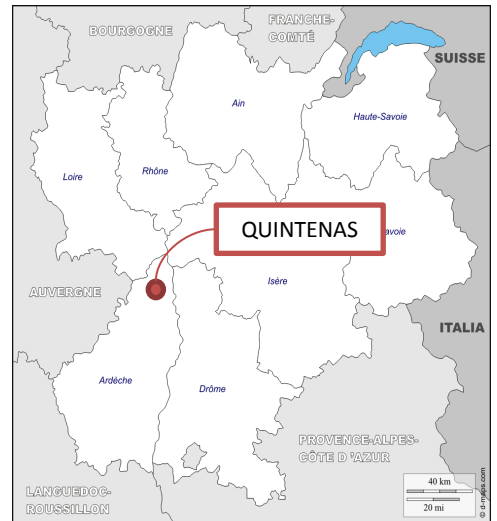 BOURGOGNE
FRANCHE-
COMTÉ
SUISSE
Ain
Haute-Savoie
Loire
Rhône
QUINTENAS
avoie
Isère
AUVERGNE
ITALIA
Ardèche
Drôme
PROVENCE-ALPES-
CÔTE D 'AZUR
LANGUEDOC-
ROUSSILLON
40 km
20 mi
© d-maps.com